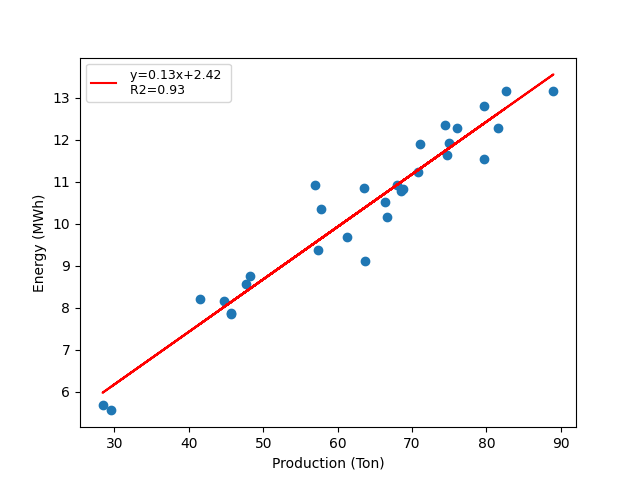 y=0.13x+2.42
R2=0.93
13
12
11
10
9
8
7
6
Energy (MWh)
30 40 50 60 70 80 90
Production (Ton)